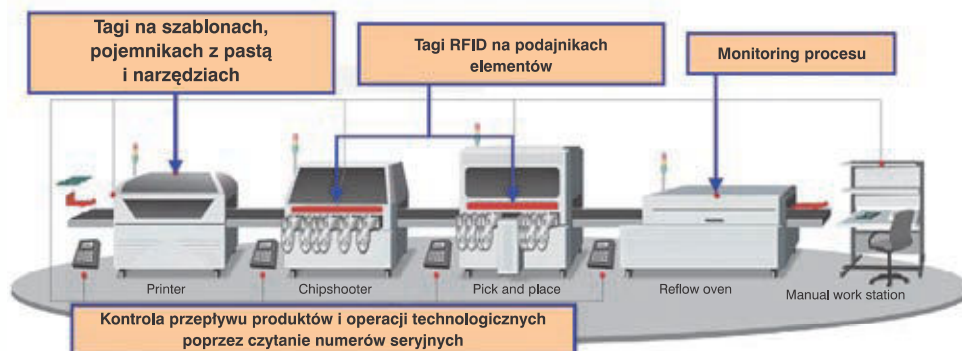 Tagi na szablonach,
pojemnikach z pastą
i narzędziach
Tagi RFID na podajnikach
elementów
Monitoring procesu
Printer
Chipshooter
Pick and place
Reflow oven
Manual work station
Kontrola przepływu produktów i operacji technologicznych
poprzez czytanie numerów seryjnych